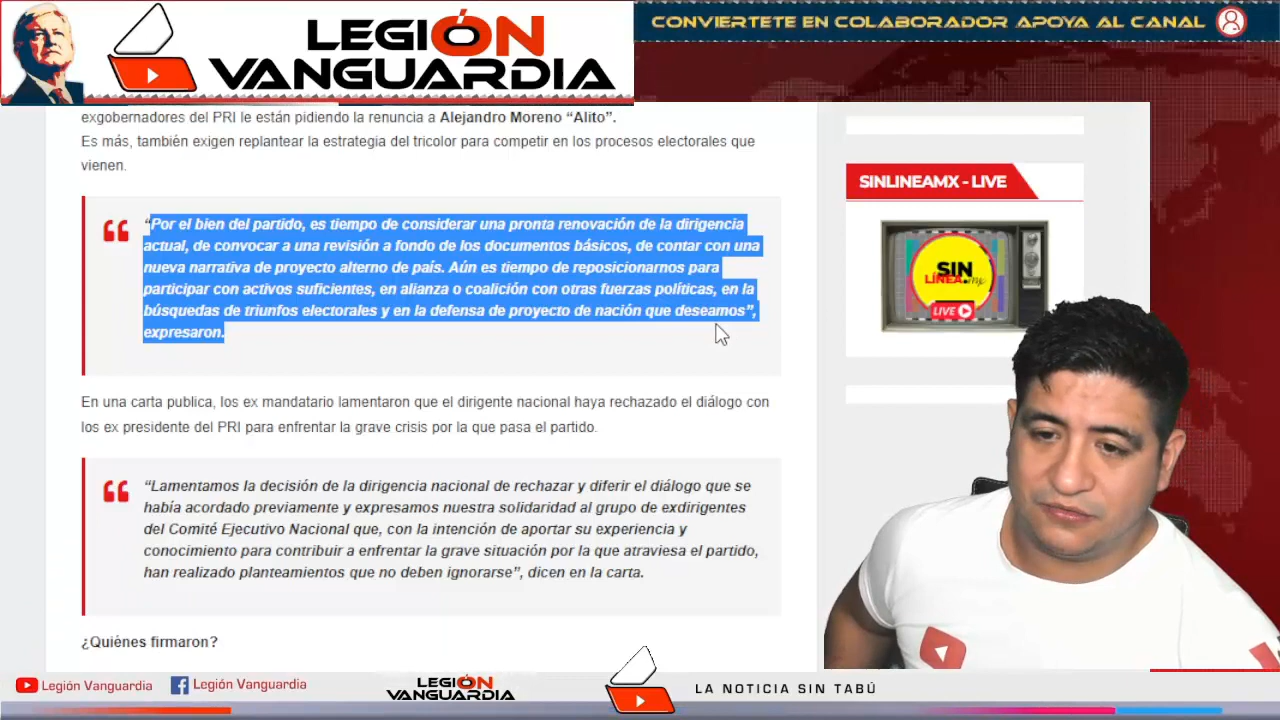 LEGIÓN
VANGUARDIA
CONVIERTETE EN COLABORADOR APOYA AL CANAL
exgobernadores del PRI le están pidiendo la renuncia a Alejandro Moreno “Alito”.
Es más, también exigen replantear la estrategia del tricolor para competir en los procesos electorales que
vienen.
“Por el bien del partido, es tiempo de considerar una pronta renovación de la dirigencia
actual, de convocar a una revisión a fondo de los documentos básicos, de contar con una
nueva narrativa de proyecto alterno de país. Aún es tiempo de reposicionarnos para
participar con activos suficientes, en alianza o coalición con otras fuerzas políticas, en la
búsquedas de triunfos electorales y en la defensa de proyecto de nación que deseamos”,
expresaron.
En una carta publica, los ex mandatario lamentaron que el dirigente nacional haya rechazado el diálogo con
los ex presidente del PRI para enfrentar la grave crisis por la que pasa el partido.
“Lamentamos la decisión de la dirigencia nacional de rechazar y diferir el diálogo que se
había acordado previamente y expresamos nuestra solidaridad al grupo de exdirigentes
del Comité Ejecutivo Nacional que, con la intención de aportar su experiencia y
conocimiento para contribuir a enfrentar la grave situación por la que atraviesa el partido,
han realizado planteamientos que no deben ignorarse”, dicen en la carta.
¿Quiénes firmaron?
SINLINEAMX - LIVE
SIN
LÍNEA.mx
LIVE
Legión Vanguardia
Legión Vanguardia
LEGIÓN
VANGUARDIA
LA NOTICIA SIN TABÚ